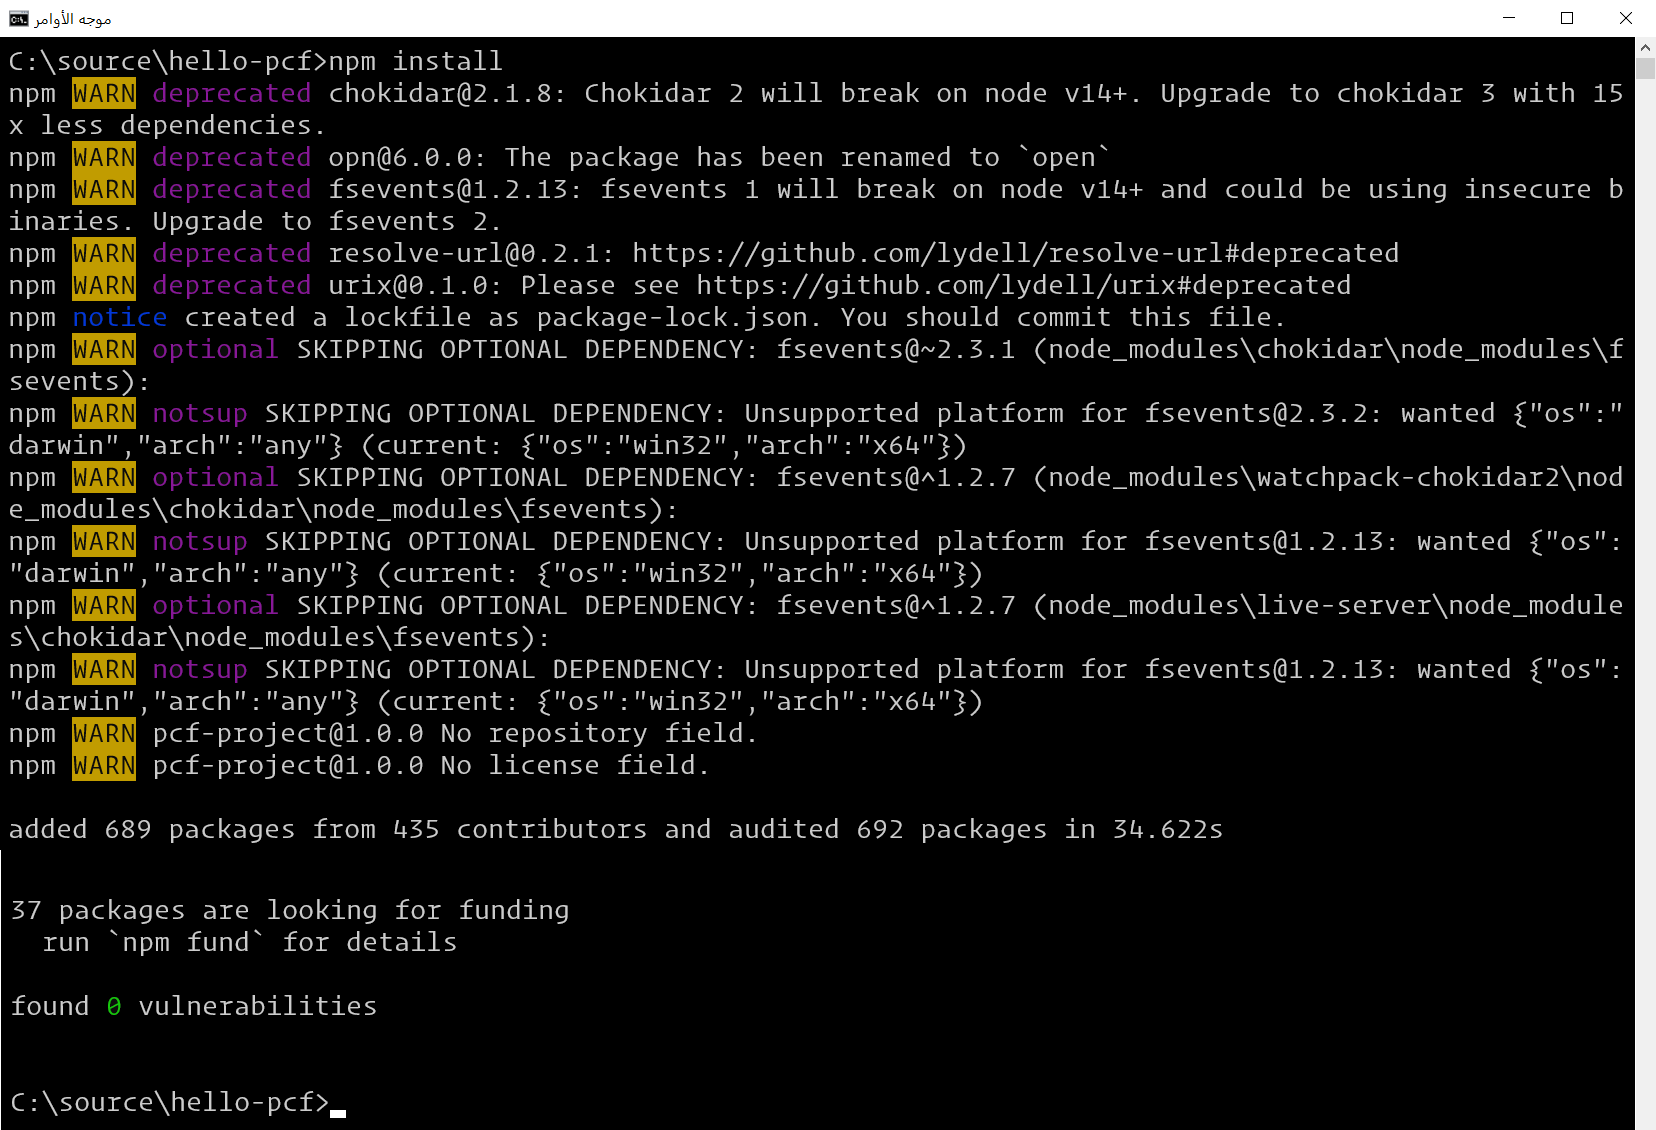 موجه الأوامر
C:\source\hello-pcf>npm install
npm WARN deprecated chokidar@2.1.8: Chokidar 2 will break on node v14+. Upgrade to chokidar 3 with 15
x less dependencies.
npm WARN deprecated opn@6.0.0: The package has been renamed to `open`
npm WARN deprecated fsevents@1.2.13: fsevents 1 will break on node v14+ and could be using insecure b
inaries. Upgrade to fsevents 2.
npm WARN deprecated resolve-url@0.2.1: https://github.com/lydell/resolve-url#deprecated
npm WARN deprecated urix@0.1.0: Please see https://github.com/lydell/urix#deprecated
npm notice created a lockfile as package-lock.json. You should commit this file.
npm WARN optional SKIPPING OPTIONAL DEPENDENCY: fsevents@~2.3.1 (node_modules\chokidar\node_modules\f
sevents):
npm WARN notsup SKIPPING OPTIONAL DEPENDENCY: Unsupported platform for fsevents@2.3.2: wanted {"os":"
darwin","arch":"any"} (current: {"os":"win32","arch":"x64"})
npm WARN optional SKIPPING OPTIONAL DEPENDENCY: fsevents@^1.2.7 (node_modules\watchpack-chokidar2\nod
e_modules\chokidar\node_modules\fsevents):
npm WARN notsup SKIPPING OPTIONAL DEPENDENCY: Unsupported platform for fsevents@1.2.13: wanted {"os":
"darwin","arch":"any"} (current: {"os":"win32","arch":"x64"})
npm WARN optional SKIPPING OPTIONAL DEPENDENCY: fsevents@^1.2.7 (node_modules\live-server\node_module
s\chokidar\node_modules\fsevents):
npm WARN notsup SKIPPING OPTIONAL DEPENDENCY: Unsupported platform for fsevents@1.2.13: wanted {"os":
"darwin","arch":"any"} (current: {"os":"win32","arch":"x64"})
npm WARN pcf-project@1.0.0 No repository field.
npm WARN pcf-project@1.0.0 No license field.
added 689 packages from 435 contributors and audited 692 packages in 34.622s
37 packages are looking for funding
run `npm fund` for details
found 0 vulnerabilities
C:\source\hello-pcf>